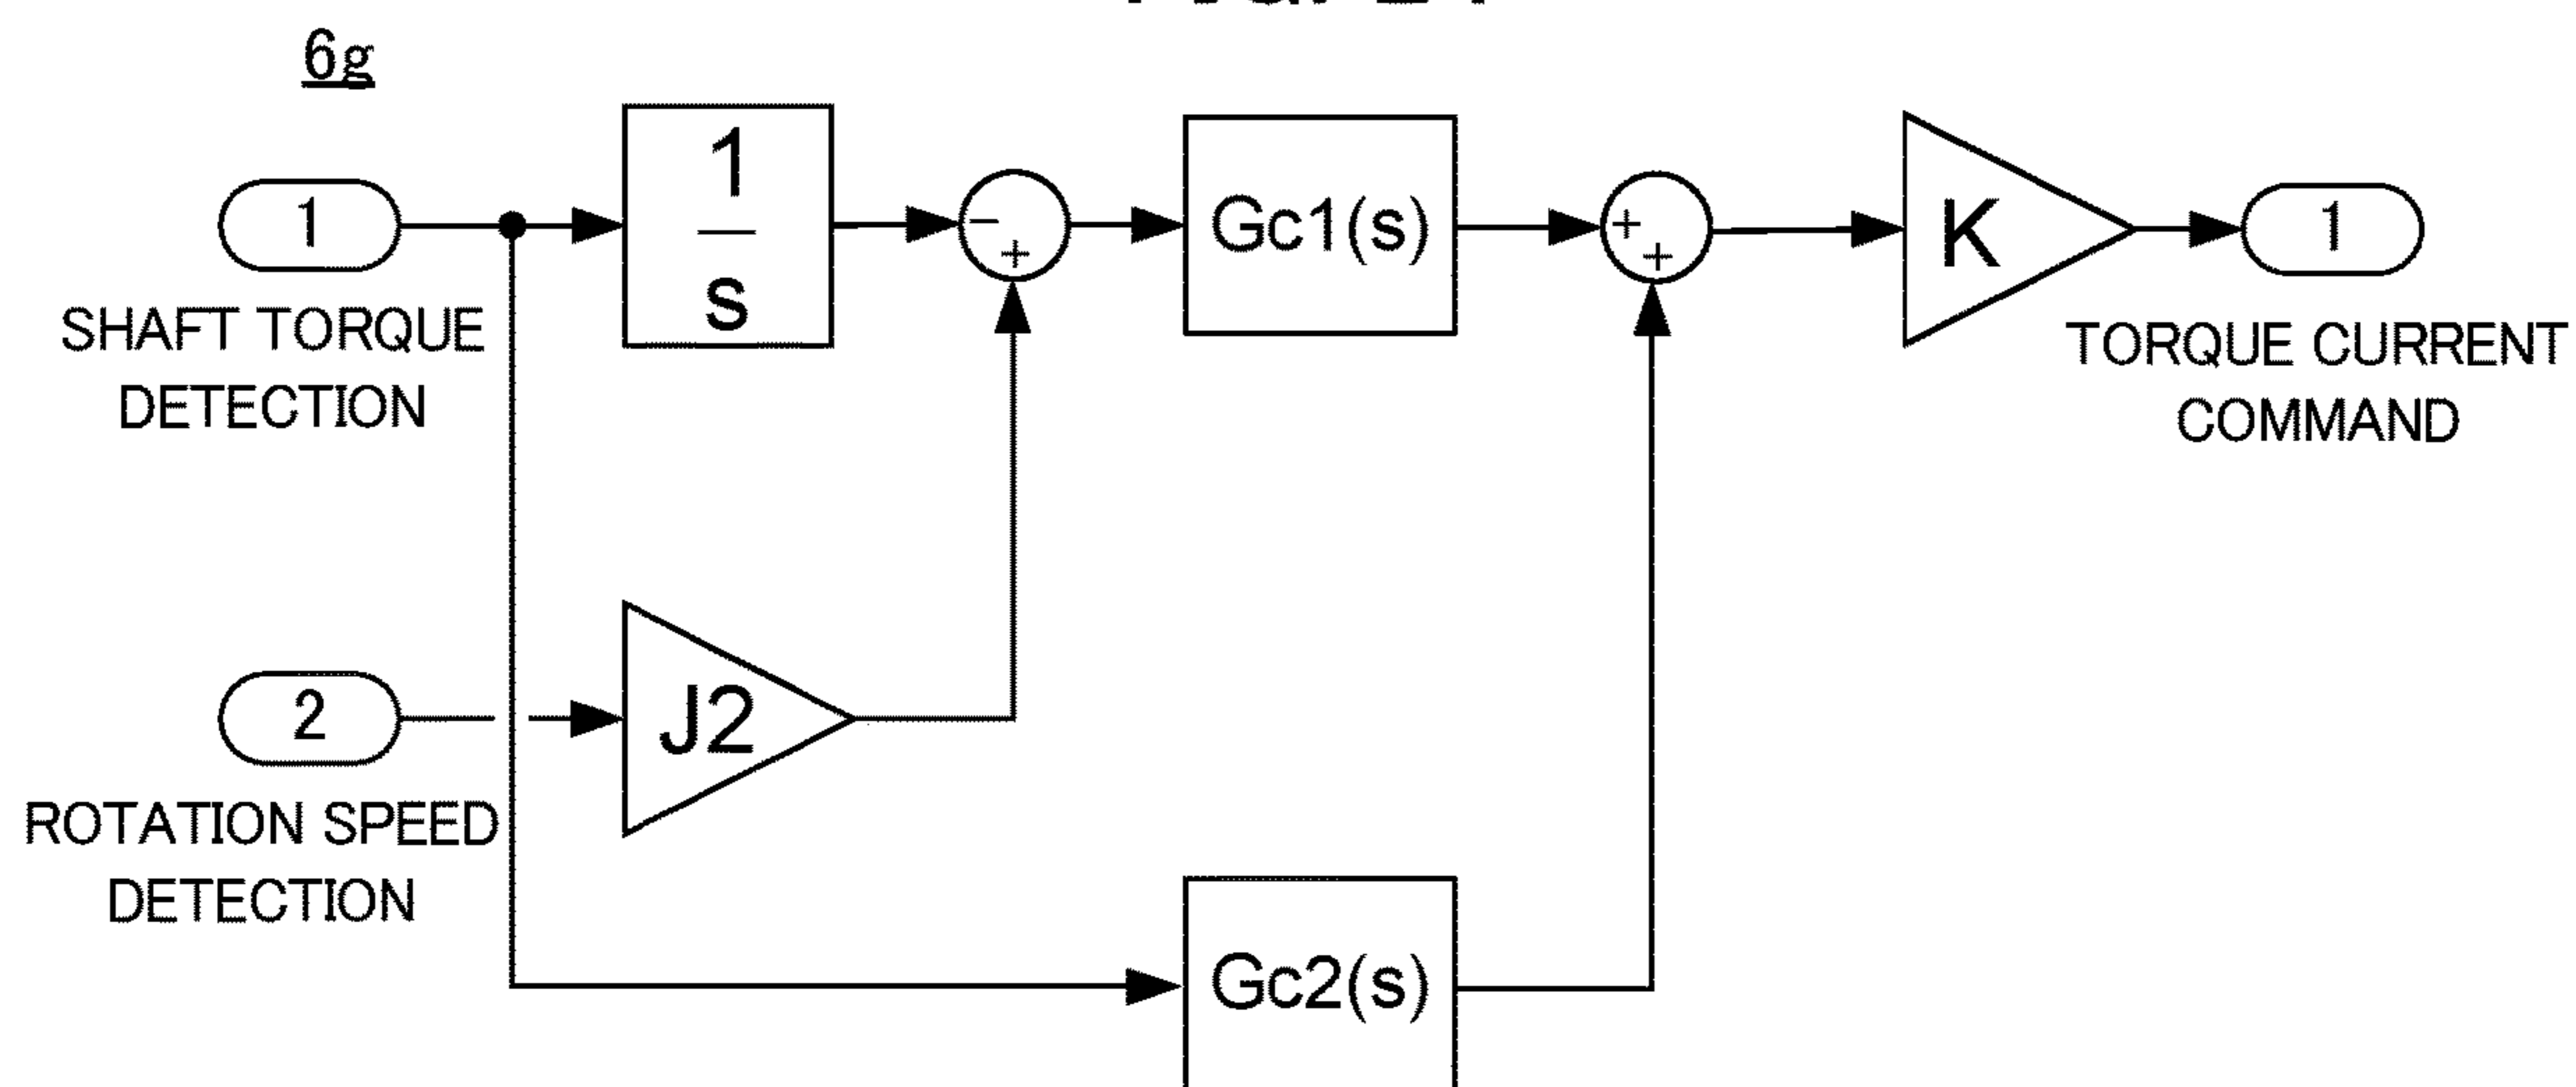 6g
1
SHAFT TORQUE
DETECTION
1
s
−
+
Gc1(s)
+
+
K
1
TORQUE CURRENT
COMMAND
2
ROTATION SPEED
DETECTION
J2
Gc2(s)